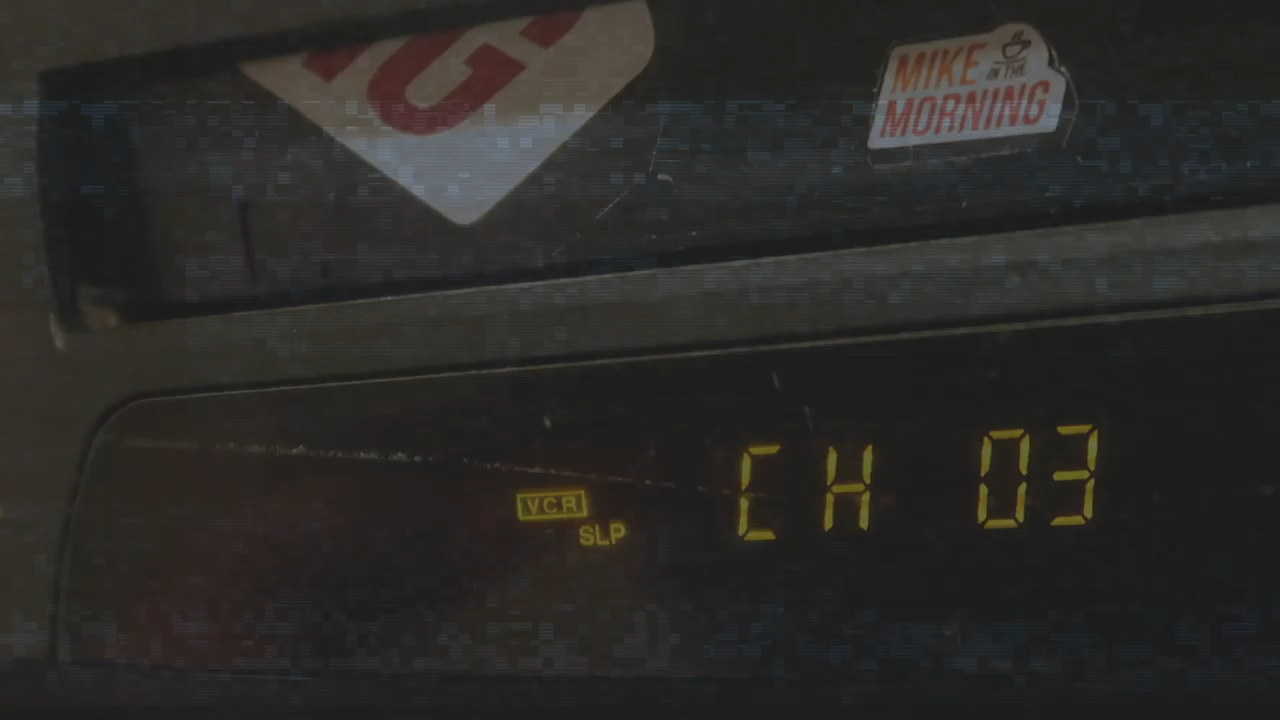 G
MIKE
IN THE
MORNING
VCR
SLP
CH 03